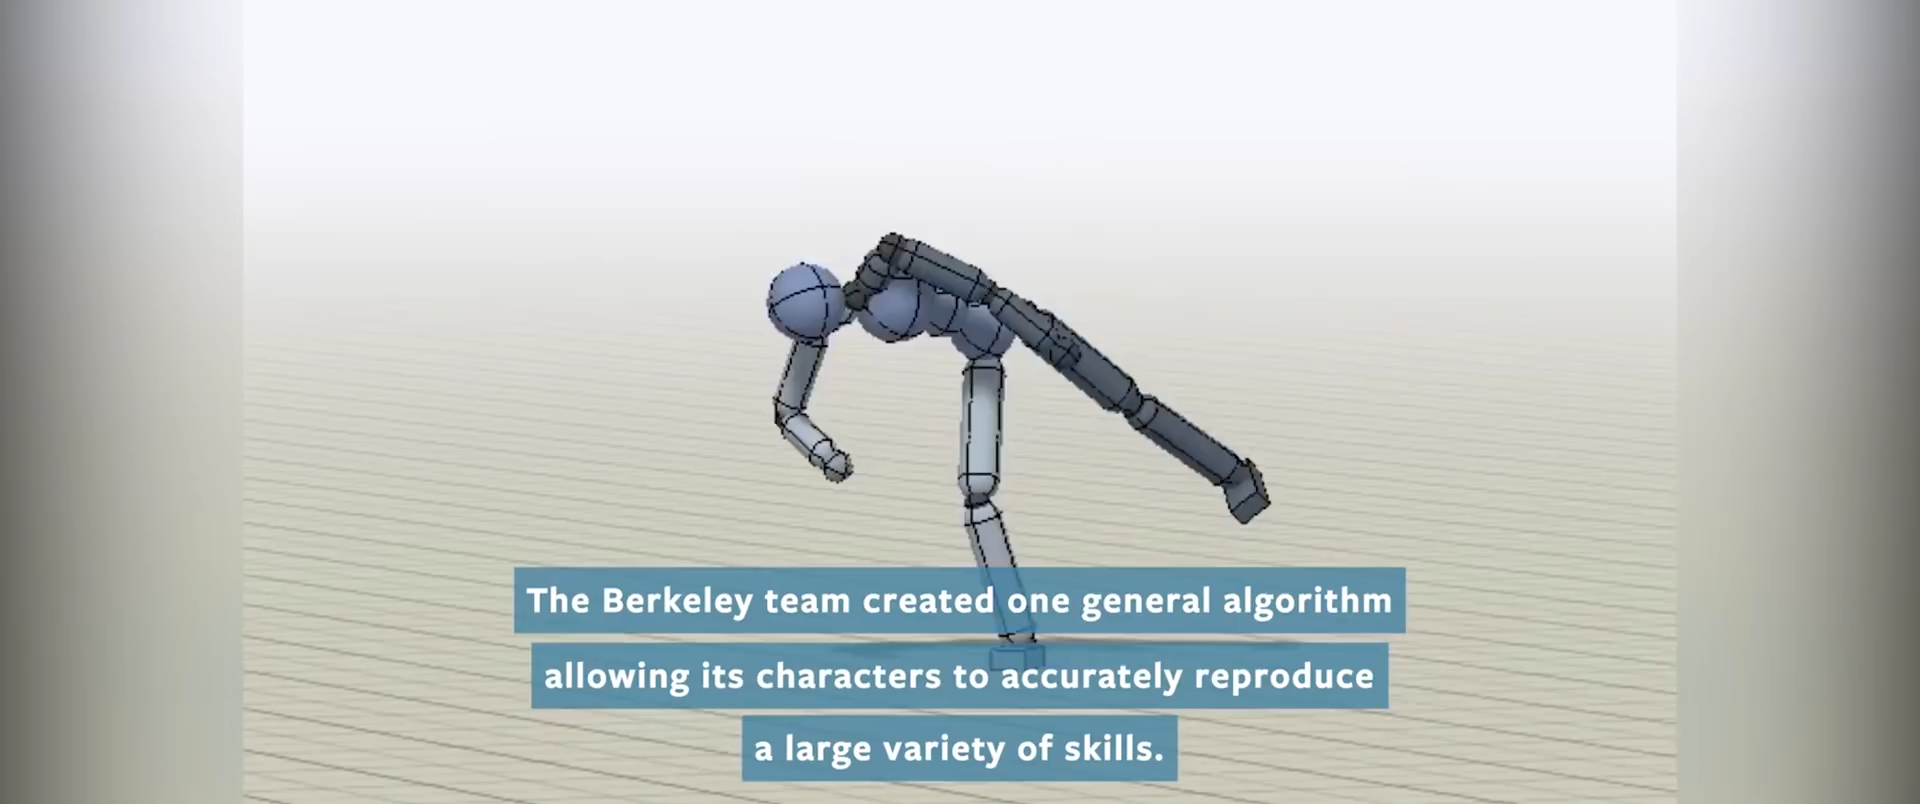 The Berkeley team created one general algorithm
allowing its characters to accurately reproduce
a large variety of skills.